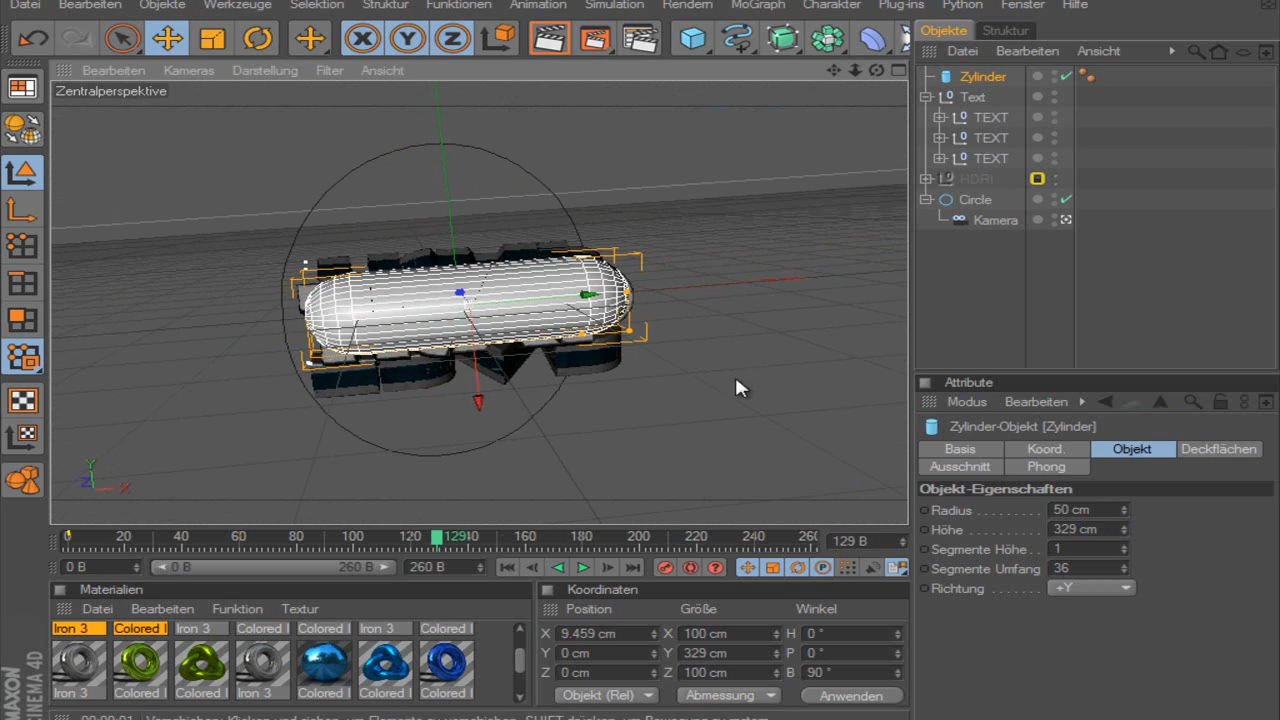 Datei Bearbeiten Objekte Werkzeuge Selektion Struktur Funktionen Animation Simulation Rendern MoGraph Charakter Plug-ins Python Fenster Hilfe
Objekte Struktur
Bearbeiten Kameras Darstellung Filter Ansicht
Datei Bearbeiten Ansicht
Zentralperspektive
Zylinder
Text
TEXT
TEXT
TEXT
HDRI
Circle
Kamera
Y
Z X
Attribute
Modus Bearbeiten
Zylinder-Objekt [Zylinder]
Basis Koord. Objekt Deckflächen
Ausschnitt Phong
Objekt-Eigenschaften
Radius 50 cm
Höhe 329 cm
Segmente Höhe 1
Segmente Umfang 36
Richtung +Y
0 20 40 60 80 100 120 12940 160 180 200 220 240 26 129 B
0 B 0 B 260 B 260 B
Materialien
Datei Bearbeiten Funktion Textur
Iron 3 Colored I Iron 3 Colored I Colored I Iron 3 Colored I
Iron 3 Colored I Colored I Iron 3 Colored I Colored I Colored I
Koordinaten
Position Größe Winkel
X 9.459 cm X 100 cm H 0 °
Y 0 cm Y 329 cm P 0 °
Z 0 cm Z 100 cm B 90 °
Objekt (Rel) Abmessung Anwenden
MAXON
CINEMA 4D